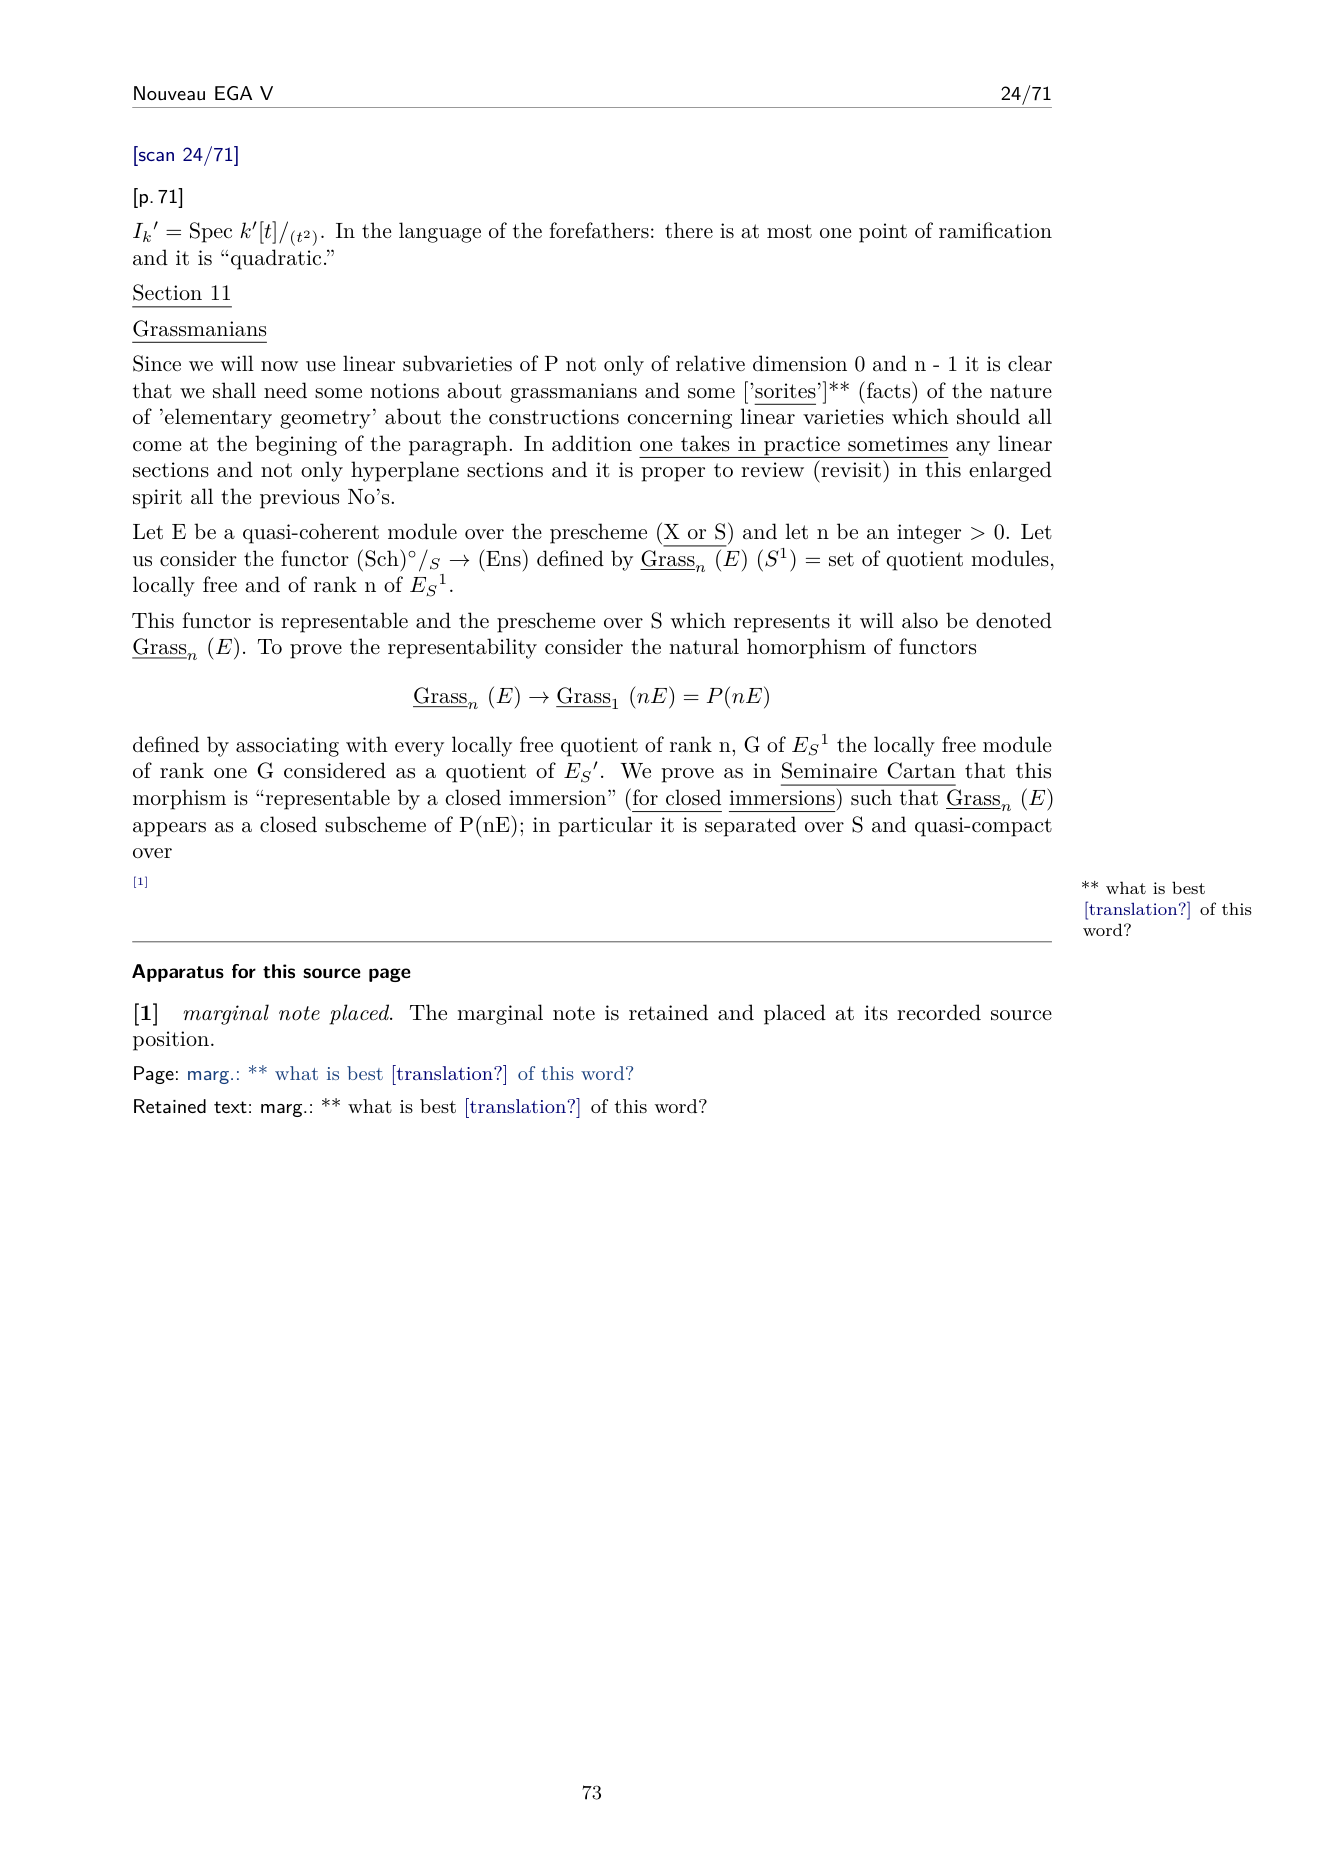 Nouveau EGA V 24/71
[scan 24/71]
[p. 71]
I_k′ = Spec k′[t]/(t²). In the language of the forefathers: there is at most one point of ramification
and it is “quadratic.”
Section 11
Grassmanians
Since we will now use linear subvarieties of P not only of relative dimension 0 and n - 1 it is clear
that we shall need some notions about grassmanians and some [’sorites’]** (facts) of the nature
of ’elementary geometry’ about the constructions concerning linear varieties which should all
come at the begining of the paragraph. In addition one takes in practice sometimes any linear
sections and not only hyperplane sections and it is proper to review (revisit) in this enlarged
spirit all the previous No’s.
Let E be a quasi-coherent module over the prescheme (X or S) and let n be an integer > 0. Let
us consider the functor (Sch)°/S → (Ens) defined by Grass_n (E) (S¹) = set of quotient modules,
locally free and of rank n of E_S¹.
This functor is representable and the prescheme over S which represents it will also be denoted
Grass_n (E). To prove the representability consider the natural homorphism of functors
Grass_n (E) → Grass_1 (nE) = P(nE)
defined by associating with every locally free quotient of rank n, G of E_S¹ the locally free module
of rank one G considered as a quotient of E_S′. We prove as in Seminaire Cartan that this
morphism is “representable by a closed immersion” (for closed immersions) such that Grass_n (E)
appears as a closed subscheme of P(nE); in particular it is separated over S and quasi-compact
over
[1]
** what is best
[translation?] of this
word?
Apparatus for this source page
[1] marginal note placed. The marginal note is retained and placed at its recorded source
position.
Page: marg.: ** what is best [translation?] of this word?
Retained text: marg.: ** what is best [translation?] of this word?
73